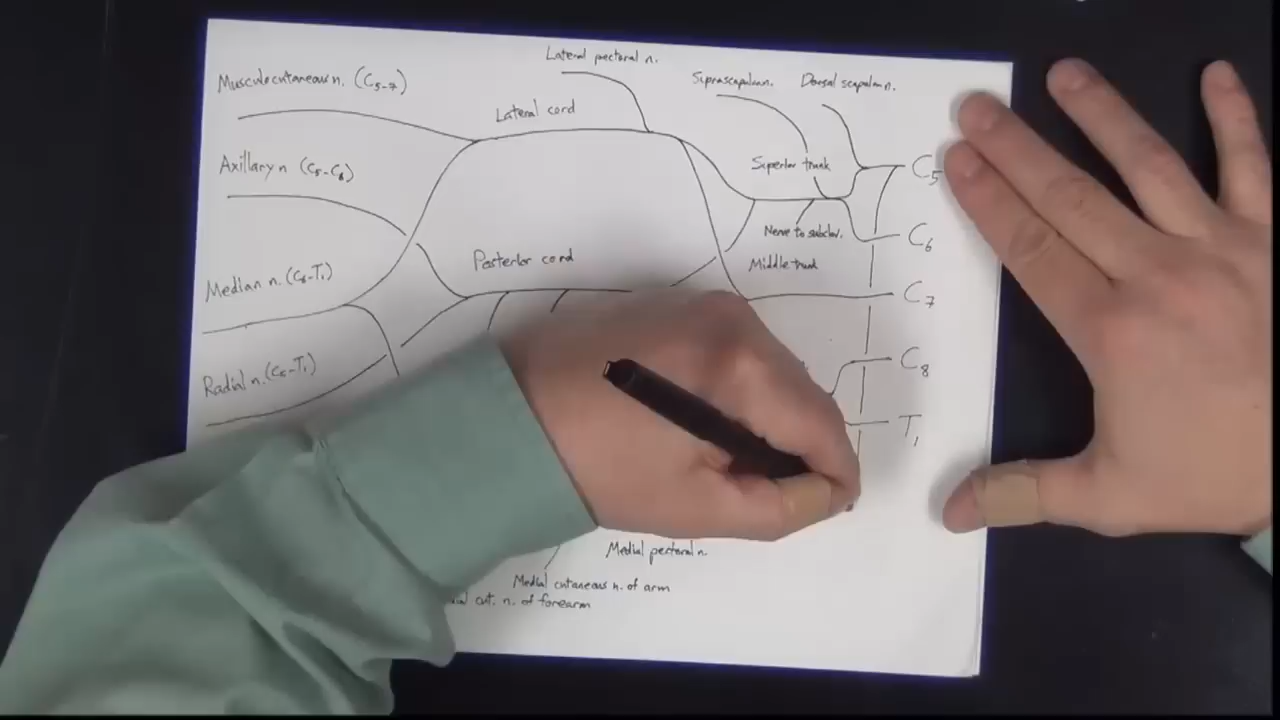 Lateral pectoral n.
Musculocutaneous n. (C5-7)
Suprascapular n.
Dorsal scapular n.
Lateral cord
Axillary n (C5-C6)
Superior trunk
C5
Nerve to subclav.
C6
Posterior cord
Middle trunk
Median n. (C6-T1)
C7
Radial n. (C5-T1)
C8
T1
Medial pectoral n.
Medial cutaneous n. of arm
cut. n. of forearm